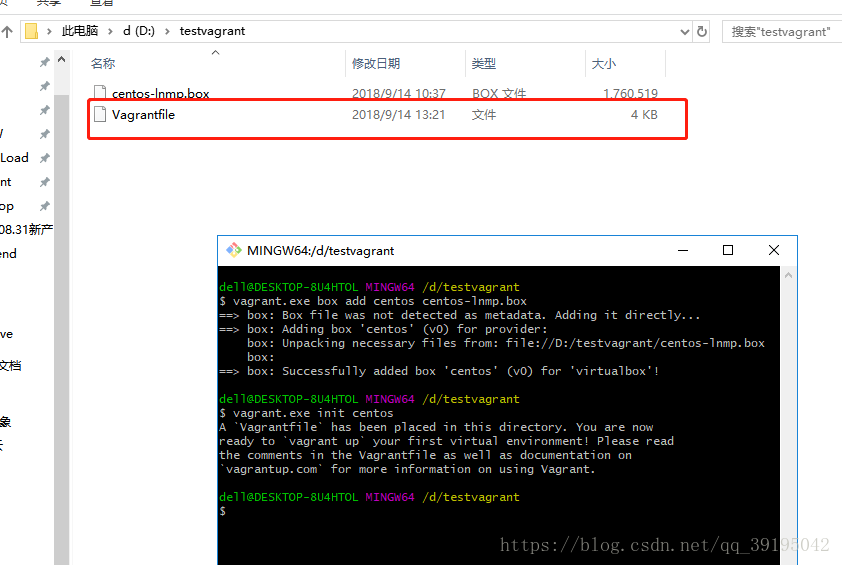 共享 查看
此电脑 > d (D:) > testvagrant
搜索"testvagrant"
名称 修改日期 类型 大小
centos-lnmp.box 2018/9/14 10:37 BOX 文件 1,760,519
Vagrantfile 2018/9/14 13:21 文件 4 KB
Load
nt
op
08.31新产
end
ve
文档
象
MINGW64:/d/testvagrant
dell@DESKTOP-8U4HTOL MINGW64 /d/testvagrant
$ vagrant.exe box add centos centos-lnmp.box
==> box: Box file was not detected as metadata. Adding it directly...
==> box: Adding box 'centos' (v0) for provider:
box: Unpacking necessary files from: file://D:/testvagrant/centos-lnmp.box
box:
==> box: Successfully added box 'centos' (v0) for 'virtualbox'!
dell@DESKTOP-8U4HTOL MINGW64 /d/testvagrant
$ vagrant.exe init centos
A `Vagrantfile` has been placed in this directory. You are now
ready to `vagrant up` your first virtual environment! Please read
the comments in the Vagrantfile as well as documentation on
`vagrantup.com` for more information on using Vagrant.
dell@DESKTOP-8U4HTOL MINGW64 /d/testvagrant
$
https://blog.csdn.net/qq_39195042